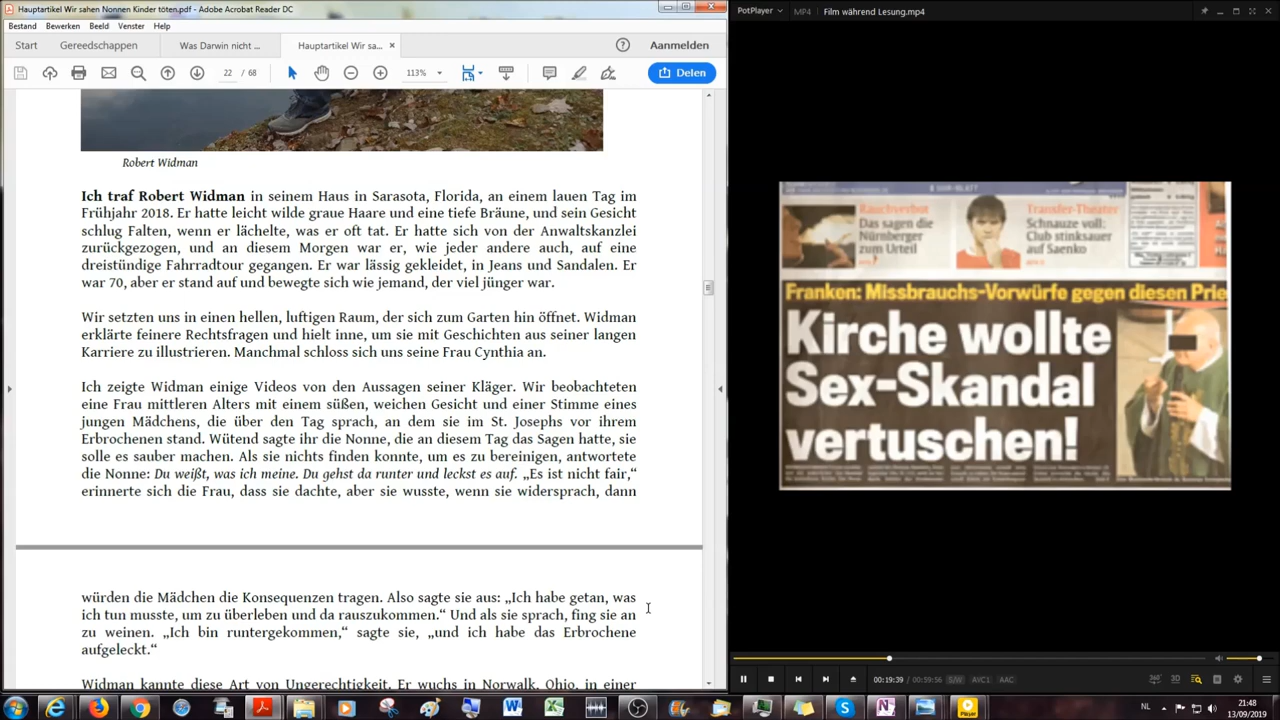 Hauptartikel Wir sahen Nonnen Kinder töten.pdf - Adobe Acrobat Reader DC
Bestand Bewerken Beeld Venster Help
Start Gereedschappen Was Darwin nicht ... Hauptartikel Wir sa... × Aanmelden
22 / 68 113% Delen
Robert Widman
Ich traf Robert Widman in seinem Haus in Sarasota, Florida, an einem lauen Tag im
Frühjahr 2018. Er hatte leicht wilde graue Haare und eine tiefe Bräune, und sein Gesicht
schlug Falten, wenn er lächelte, was er oft tat. Er hatte sich von der Anwaltskanzlei
zurückgezogen, und an diesem Morgen war er, wie jeden andere auch, auf eine
dreistündige Fahrradtour gegangen. Er war lässig gekleidet, in Jeans und Sandalen. Er
war 70, aber er stand auf und bewegte sich wie jemand, der viel jünger war.
Wir setzten uns in einen hellen, luftigen Raum, der sich zum Garten hin öffnet. Widman
erklärte feinere Rechtsfragen und hielt inne, um sie mit Geschichten aus seiner langen
Karriere zu illustrieren. Manchmal schloss sich uns seine Frau Cynthia an.
Ich zeigte Widman einige Videos von den Aussagen seiner Kläger. Wir beobachteten
eine Frau mittleren Alters mit einem süßen, weichen Gesicht und einer Stimme eines
jungen Mädchens, die über den Tag sprach, an dem sie im St. Josephs vor ihrem
Erbrochenen stand. Wütend sagte ihr die Nonne, die an diesem Tag das Sagen hatte, sie
solle es sauber machen. Als sie nichts finden konnte, um es zu bereinigen, antwortete
die Nonne: Du weißt, was ich meine. Du gehst da runter und leckst es auf. „Es ist nicht fair,“
erinnerte sich die Frau, dass sie dachte, aber sie wusste, wenn sie widersprach, dann
würden die Mädchen die Konsequenzen tragen. Also sagte sie aus: „Ich habe getan, was
ich tun musste, um zu überleben und da rauszukommen.“ Und als sie sprach, fing sie an
zu weinen. „Ich bin runtergekommen,“ sagte sie, „und ich habe das Erbrochene
aufgeleckt.“
Widman kannte diese Art von Ungerechtigkeit. Er wuchs in Norwalk, Ohio, in einer
PotPlayer MP4 Film während Lesung.mp4
Rauchverbot
Das sagen die
Nürnberger
zum Urteil
Transfer-Theater
Schnauze voll.
Club stinksauer
auf Saenko
Franken: Missbrauchs-Vorwürfe gegen diesen Prie
Kirche wollte
Sex-Skandal
vertuschen!
00:19:39 / 00:59:56 S/W AVC1 AAC
360° 3D
NL 21:48
13/09/2019